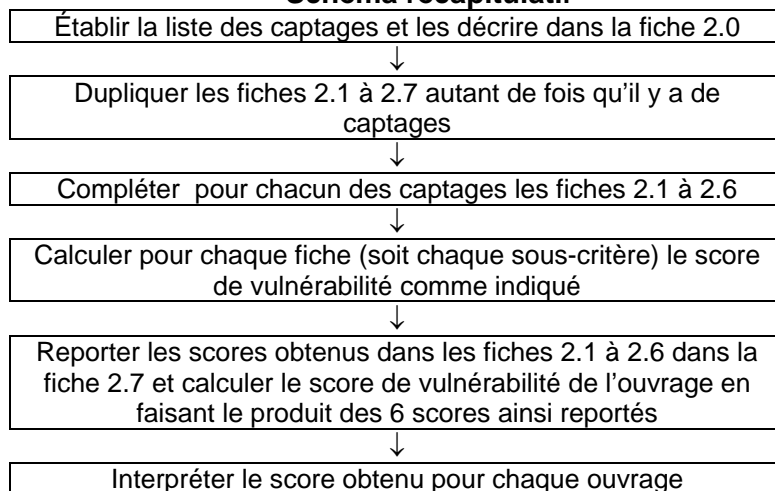 Schéma récapitulatif
Établir la liste des captages et les décrire dans la fiche 2.0
↓
Dupliquer les fiches 2.1 à 2.7 autant de fois qu'il y a de
captages
↓
Compléter pour chacun des captages les fiches 2.1 à 2.6
↓
Calculer pour chaque fiche (soit chaque sous-critère) le score
de vulnérabilité comme indiqué
↓
Reporter les scores obtenus dans les fiches 2.1 à 2.6 dans la
fiche 2.7 et calculer le score de vulnérabilité de l'ouvrage en
faisant le produit des 6 scores ainsi reportés
↓
Interpréter le score obtenu pour chaque ouvrage